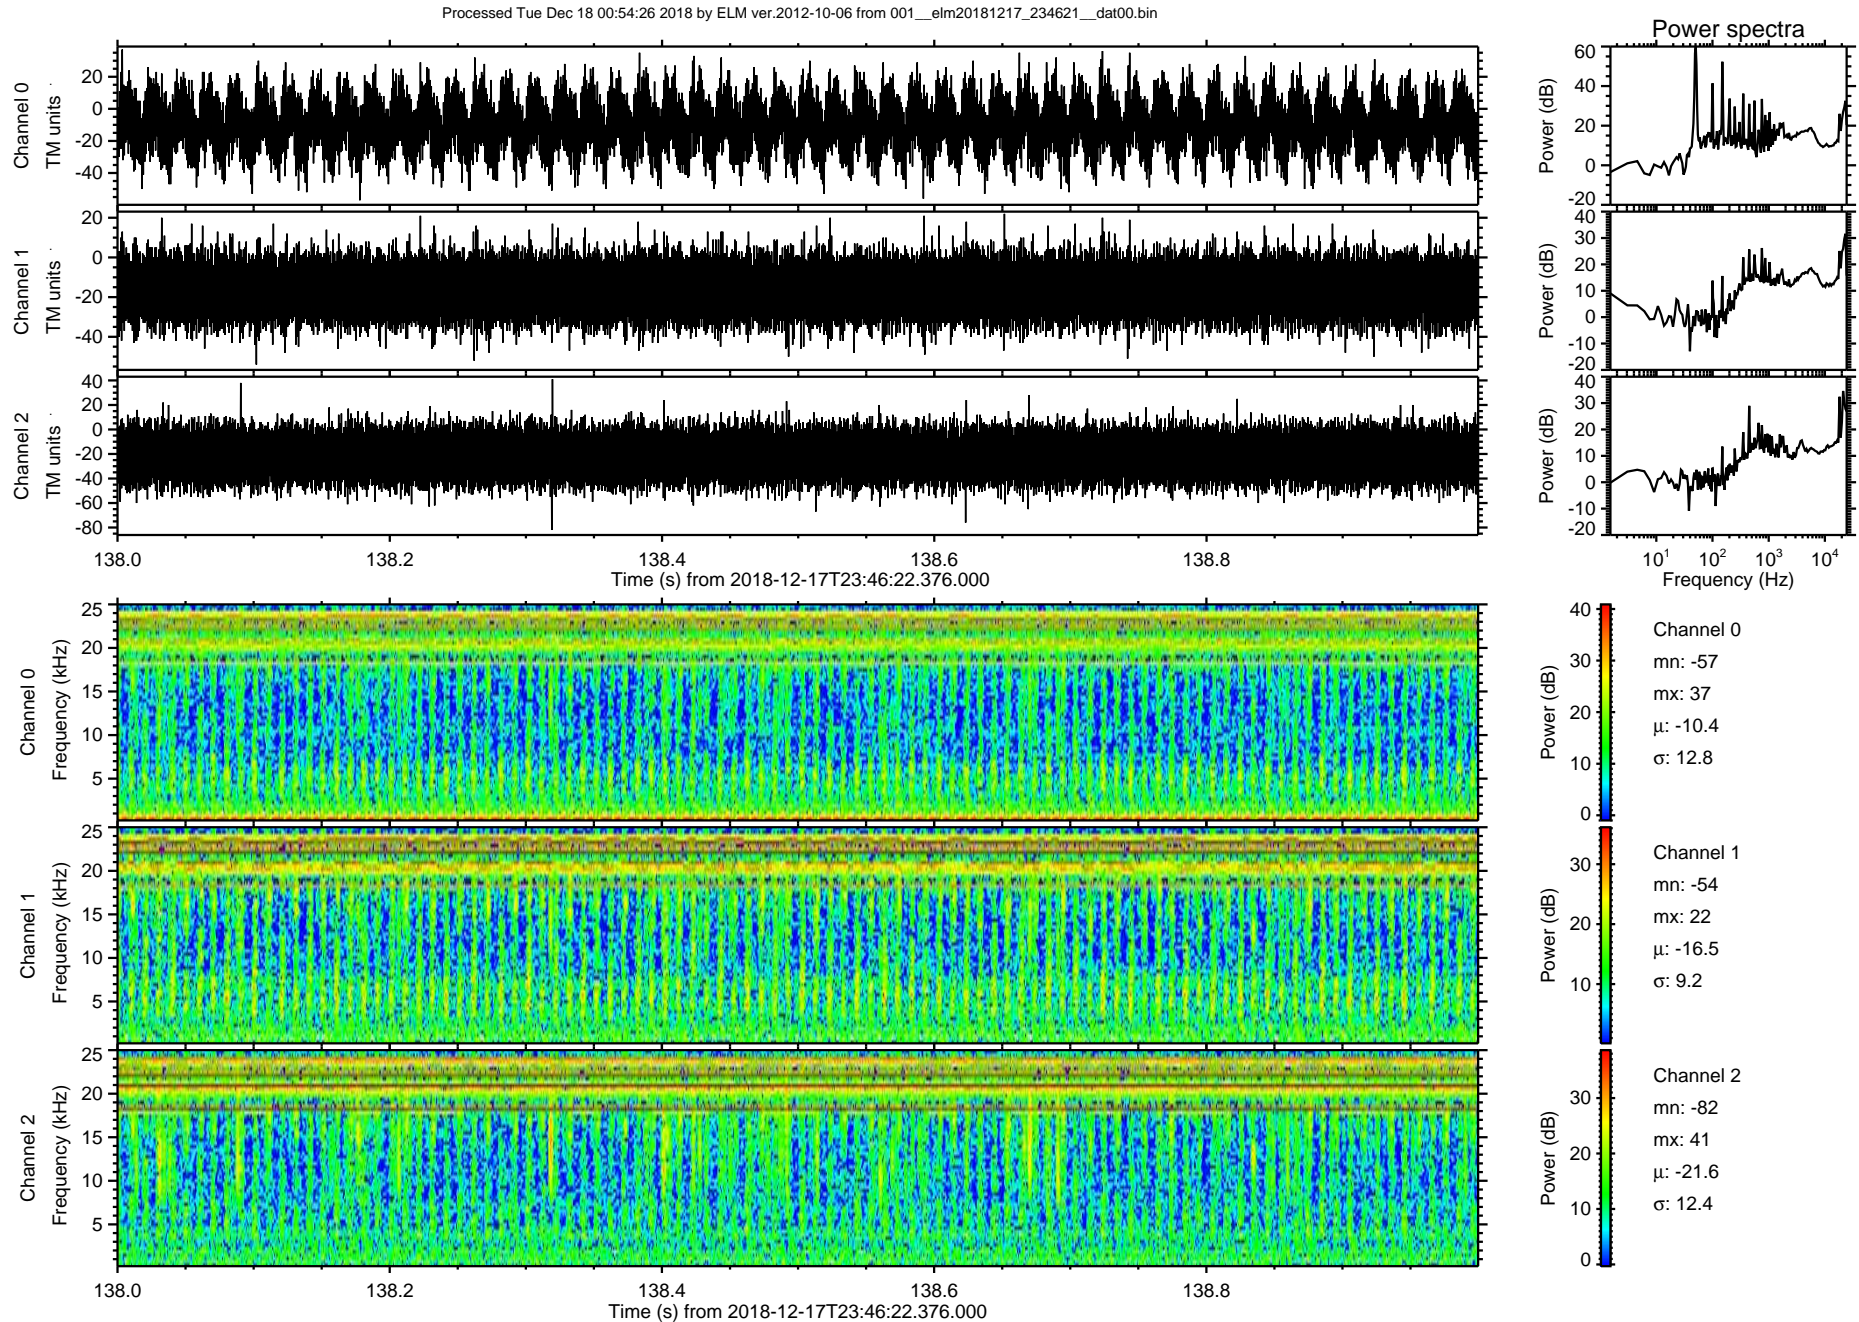 Processed Tue Dec 18 00:54:26 2018 by ELM ver.2012-10-06 from 001__elm20181217_234621__dat00.bin
Power spectra
Channel 0
TM units
20
0
-20
-40
Power (dB)
60
40
20
0
-20
Channel 1
TM units
20
0
-20
-40
Power (dB)
40
30
20
10
0
-10
-20
Channel 2
TM units
40
20
0
-20
-40
-60
-80
Power (dB)
40
30
20
10
0
-10
-20
138.0 138.2 138.4 138.6 138.8
Time (s) from 2018-12-17T23:46:22.376.000
10^1 10^2 10^3 10^4
Frequency (Hz)
Channel 0
Frequency (kHz)
25
20
15
10
5
Power (dB)
40
30
20
10
0
Channel 0
mn: -57
mx: 37
μ: -10.4
σ: 12.8
Channel 1
Frequency (kHz)
25
20
15
10
5
Power (dB)
30
20
10
Channel 1
mn: -54
mx: 22
μ: -16.5
σ: 9.2
Channel 2
Frequency (kHz)
25
20
15
10
5
Power (dB)
30
20
10
0
Channel 2
mn: -82
mx: 41
μ: -21.6
σ: 12.4
138.0 138.2 138.4 138.6 138.8
Time (s) from 2018-12-17T23:46:22.376.000